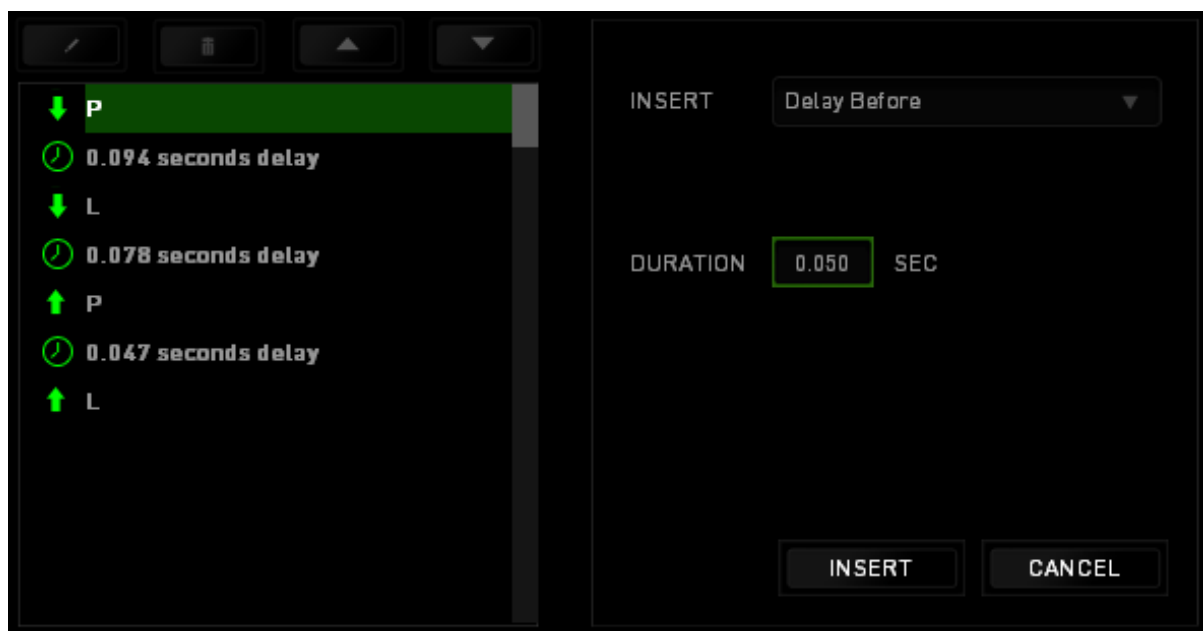 P
0.094 seconds delay
L
0.078 seconds delay
P
0.047 seconds delay
L
INSERT Delay Before
DURATION 0.050 SEC
INSERT CANCEL